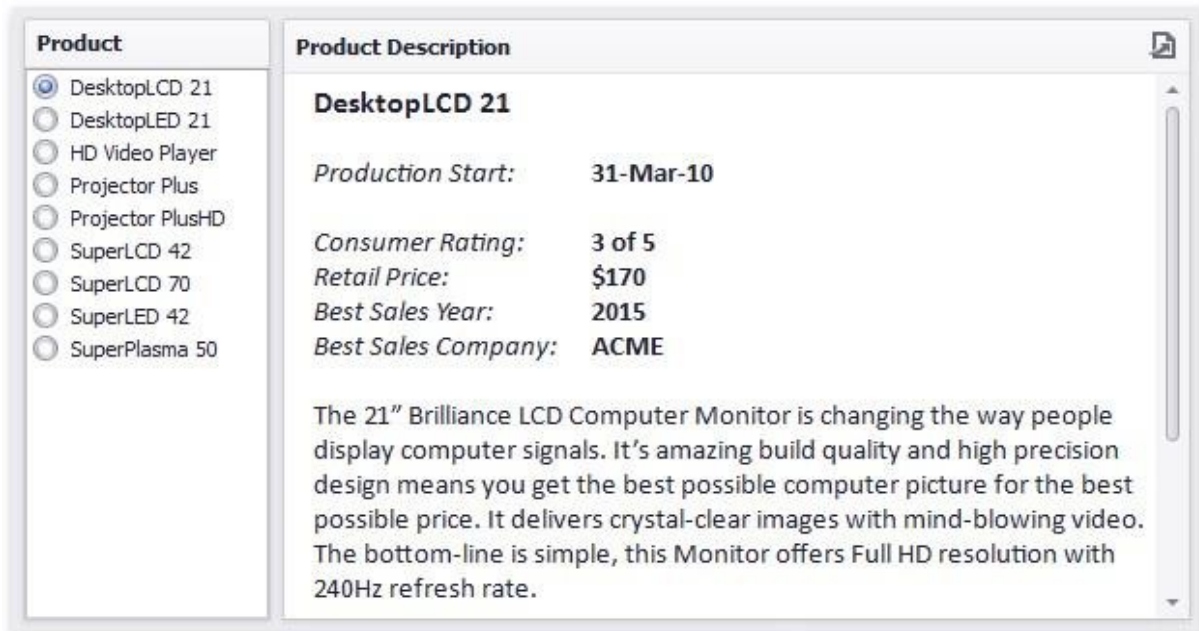 Product
DesktopLCD 21
DesktopLED 21
HD Video Player
Projector Plus
Projector PlusHD
SuperLCD 42
SuperLCD 70
SuperLED 42
SuperPlasma 50
Product Description
DesktopLCD 21
Production Start: 31-Mar-10
Consumer Rating: 3 of 5
Retail Price: $170
Best Sales Year: 2015
Best Sales Company: ACME
The 21″ Brilliance LCD Computer Monitor is changing the way people
display computer signals. It’s amazing build quality and high precision
design means you get the best possible computer picture for the best
possible price. It delivers crystal-clear images with mind-blowing video.
The bottom-line is simple, this Monitor offers Full HD resolution with
240Hz refresh rate.